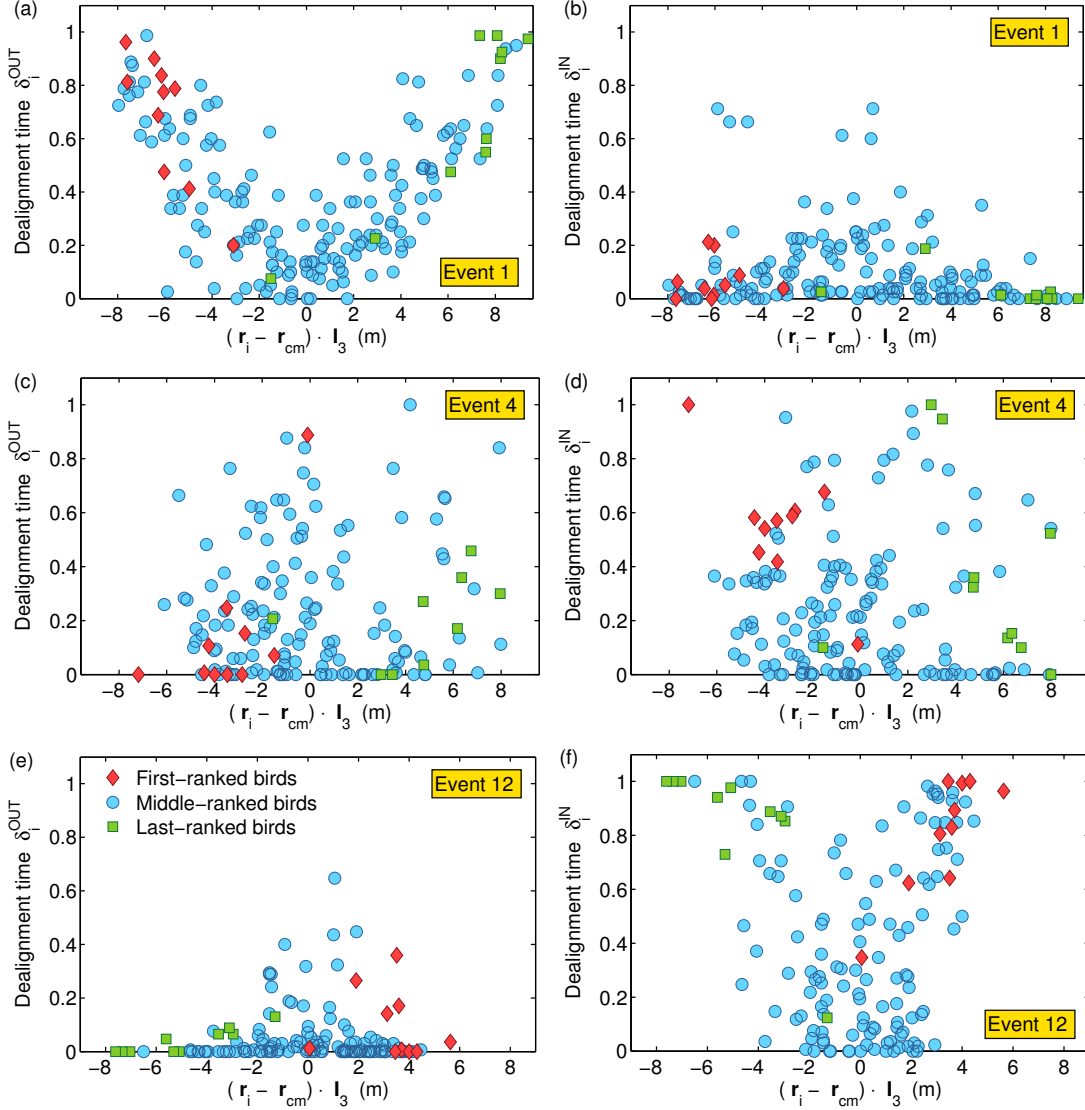 (a)
Dealignment time δ_i^OUT
1
0.8
0.6
0.4
0.2
0
Event 1
−8 −6 −4 −2 0 2 4 6 8
( r_i − r_cm) · I_3 (m)
(b)
Dealignment time δ_i^IN
1
0.8
0.6
0.4
0.2
0
Event 1
−8 −6 −4 −2 0 2 4 6 8
( r_i − r_cm) · I_3 (m)
(c)
Dealignment time δ_i^OUT
1
0.8
0.6
0.4
0.2
0
Event 4
−8 −6 −4 −2 0 2 4 6 8
( r_i − r_cm) · I_3 (m)
(d)
Dealignment time δ_i^IN
1
0.8
0.6
0.4
0.2
0
Event 4
−8 −6 −4 −2 0 2 4 6 8
( r_i − r_cm) · I_3 (m)
(e)
Dealignment time δ_i^OUT
1
0.8
0.6
0.4
0.2
0
First−ranked birds
Middle−ranked birds
Last−ranked birds
Event 12
−8 −6 −4 −2 0 2 4 6 8
( r_i − r_cm) · I_3 (m)
(f)
Dealignment time δ_i^IN
1
0.8
0.6
0.4
0.2
0
Event 12
−8 −6 −4 −2 0 2 4 6 8
( r_i − r_cm) · I_3 (m)